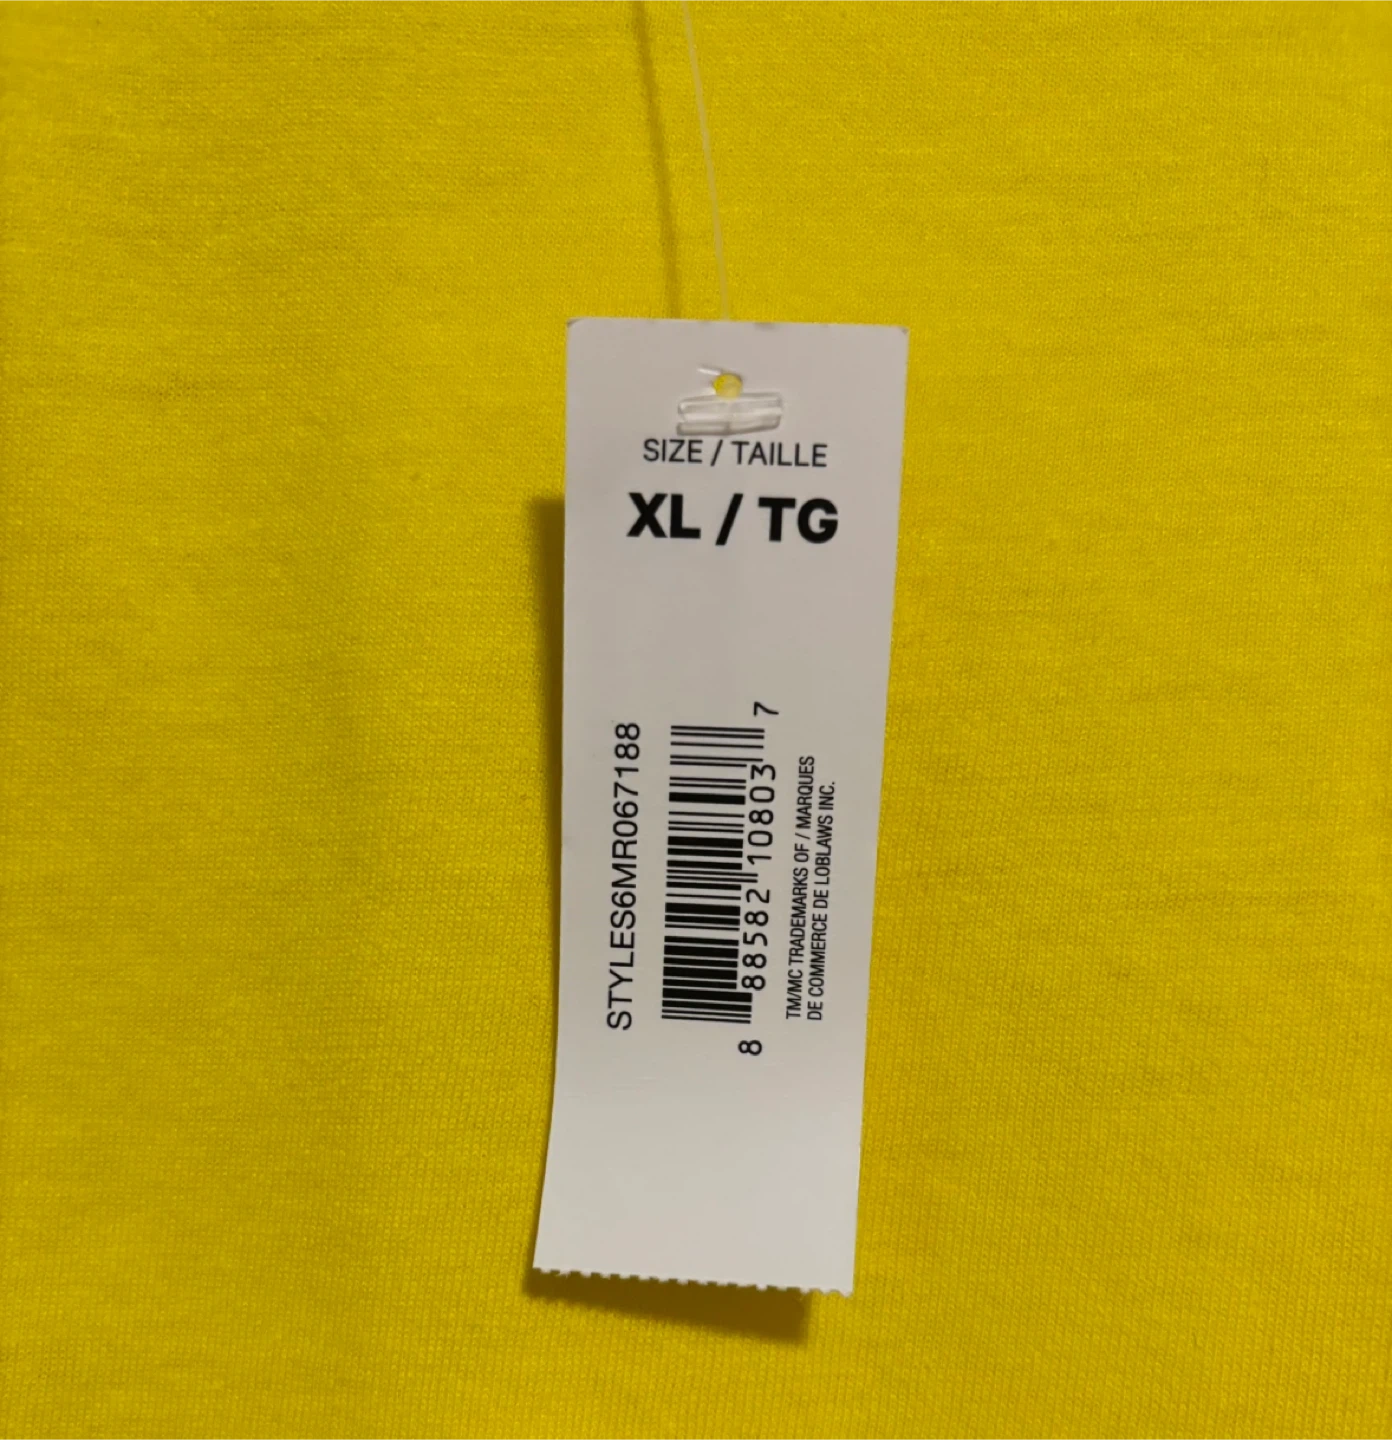 SIZE / TAILLE
XL / TG
STYLES6MR067188
8 88582 10803 7
TM/MC TRADEMARKS OF / MARQUES
DE COMMERCE DE LOBLAWS INC.